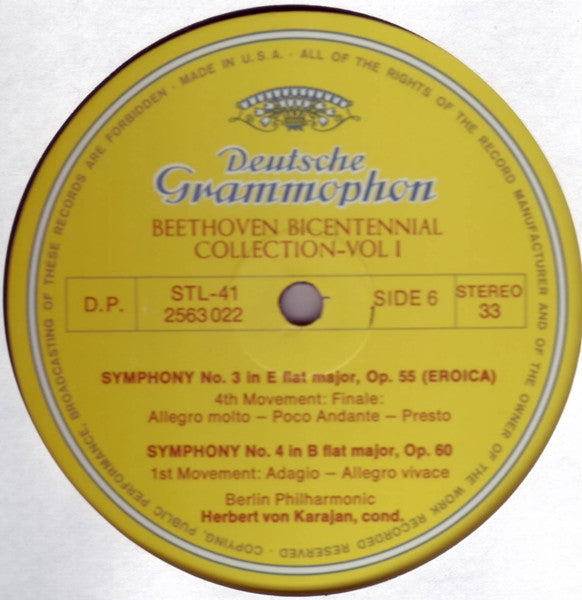 Deutsche
Grammophon
BEETHOVEN BICENTENNIAL
COLLECTION-VOL I
D.P.
STL-41
2563 022
SIDE 6
STEREO
33
SYMPHONY No. 3 in E flat major, Op. 55 (EROICA)
4th Movement: Finale:
Allegro molto – Poco Andante – Presto
SYMPHONY No. 4 in B flat major, Op. 60
1st Movement: Adagio – Allegro vivace
Berlin Philharmonic
Herbert von Karajan, cond.
MADE IN U.S.A. · ALL OF THE RIGHTS OF THE RECORD MANUFACTURER AND OF THE OWNER OF THE WORK RECORDED RESERVED · COPYING, PUBLIC PERFORMANCE, BROADCASTING OF THESE RECORDS ARE FORBIDDEN ·